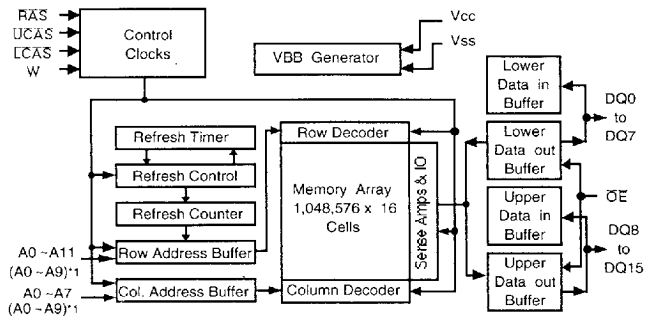 RAS
UCAS
LCAS
W
Control
Clocks
VBB Generator
Vcc
Vss
Lower
Data in
Buffer
DQ0
to
DQ7
Refresh Timer
Row Decoder
Lower
Data out
Buffer
Refresh Control
Memory Array
1,048,576 x 16
Cells
Sense Amps & IO
OE
Refresh Counter
Upper
Data in
Buffer
DQ8
to
DQ15
A0 ~A11
(A0 ~A9)*1
Row Address Buffer
A0 ~A7
(A0 ~A9)*1
Col. Address Buffer
Column Decoder
Upper
Data out
Buffer